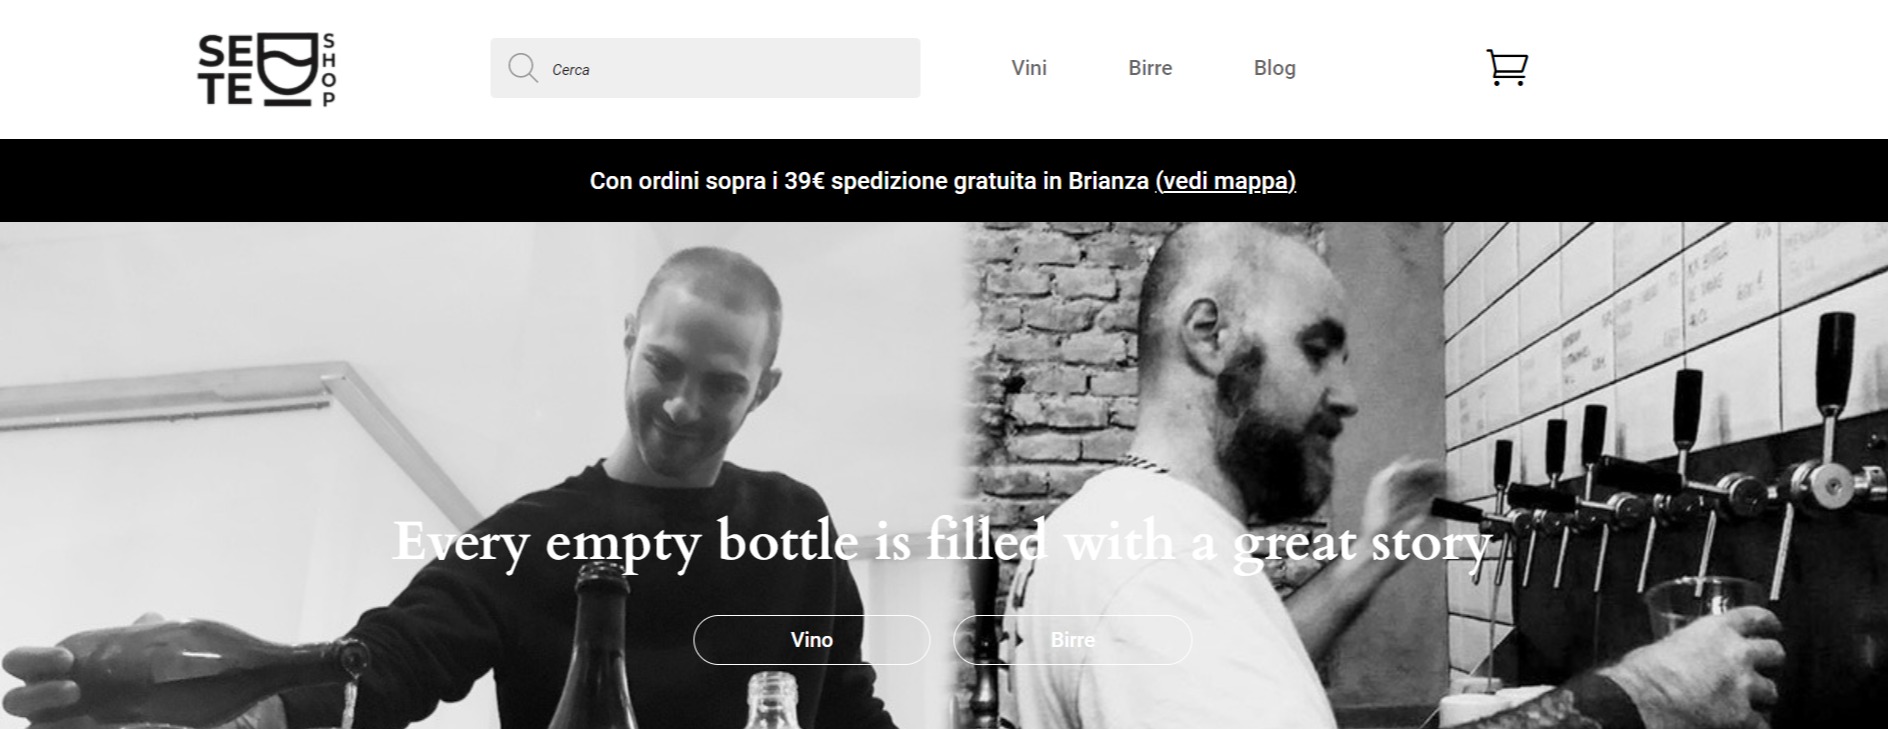 SE
TE
SHOP
Cerca
Vini
Birre
Blog
Con ordini sopra i 39€ spedizione gratuita in Brianza (vedi mappa)
Every empty bottle is filled with a great story
Vino
Birre